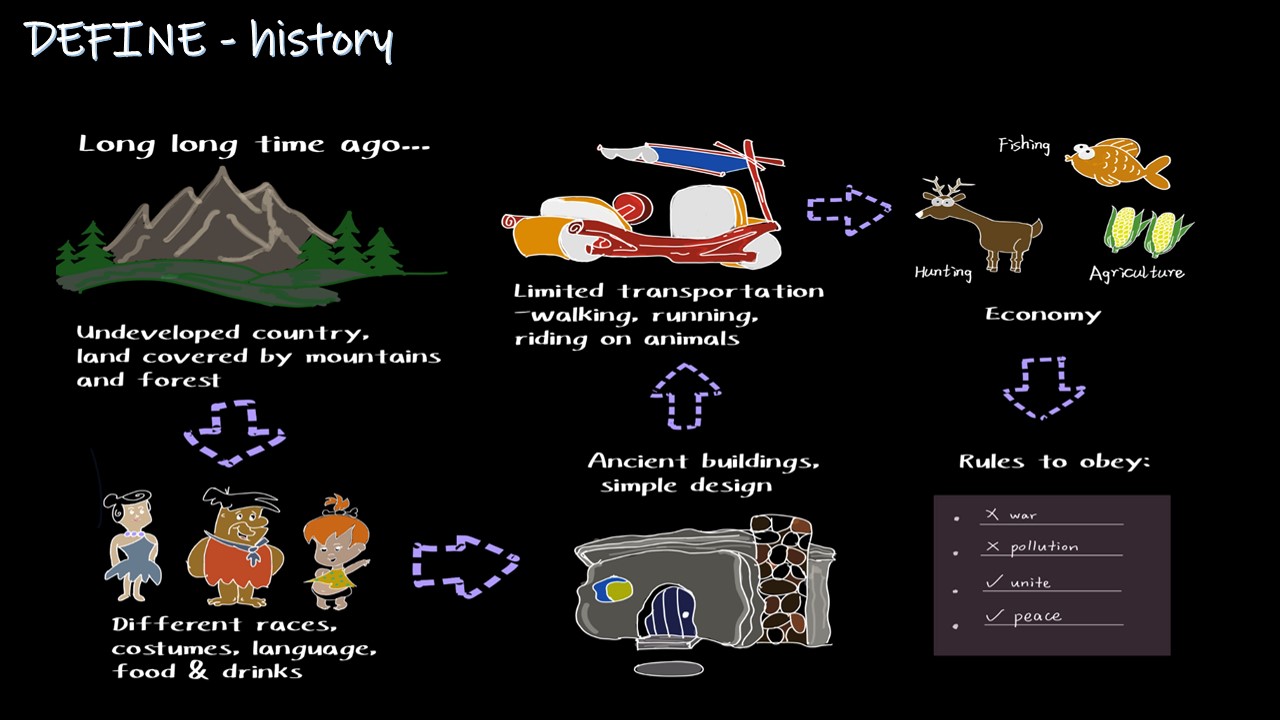 DEFINE - history
Long long time ago...
Undeveloped country,
land covered by mountains
and forest
Different races,
costumes, language,
food & drinks
Ancient buildings,
simple design
Limited transportation
-walking, running,
riding on animals
Fishing
Hunting
Agriculture
Economy
Rules to obey:
• X war
• X pollution
• ✓ unite
• ✓ peace